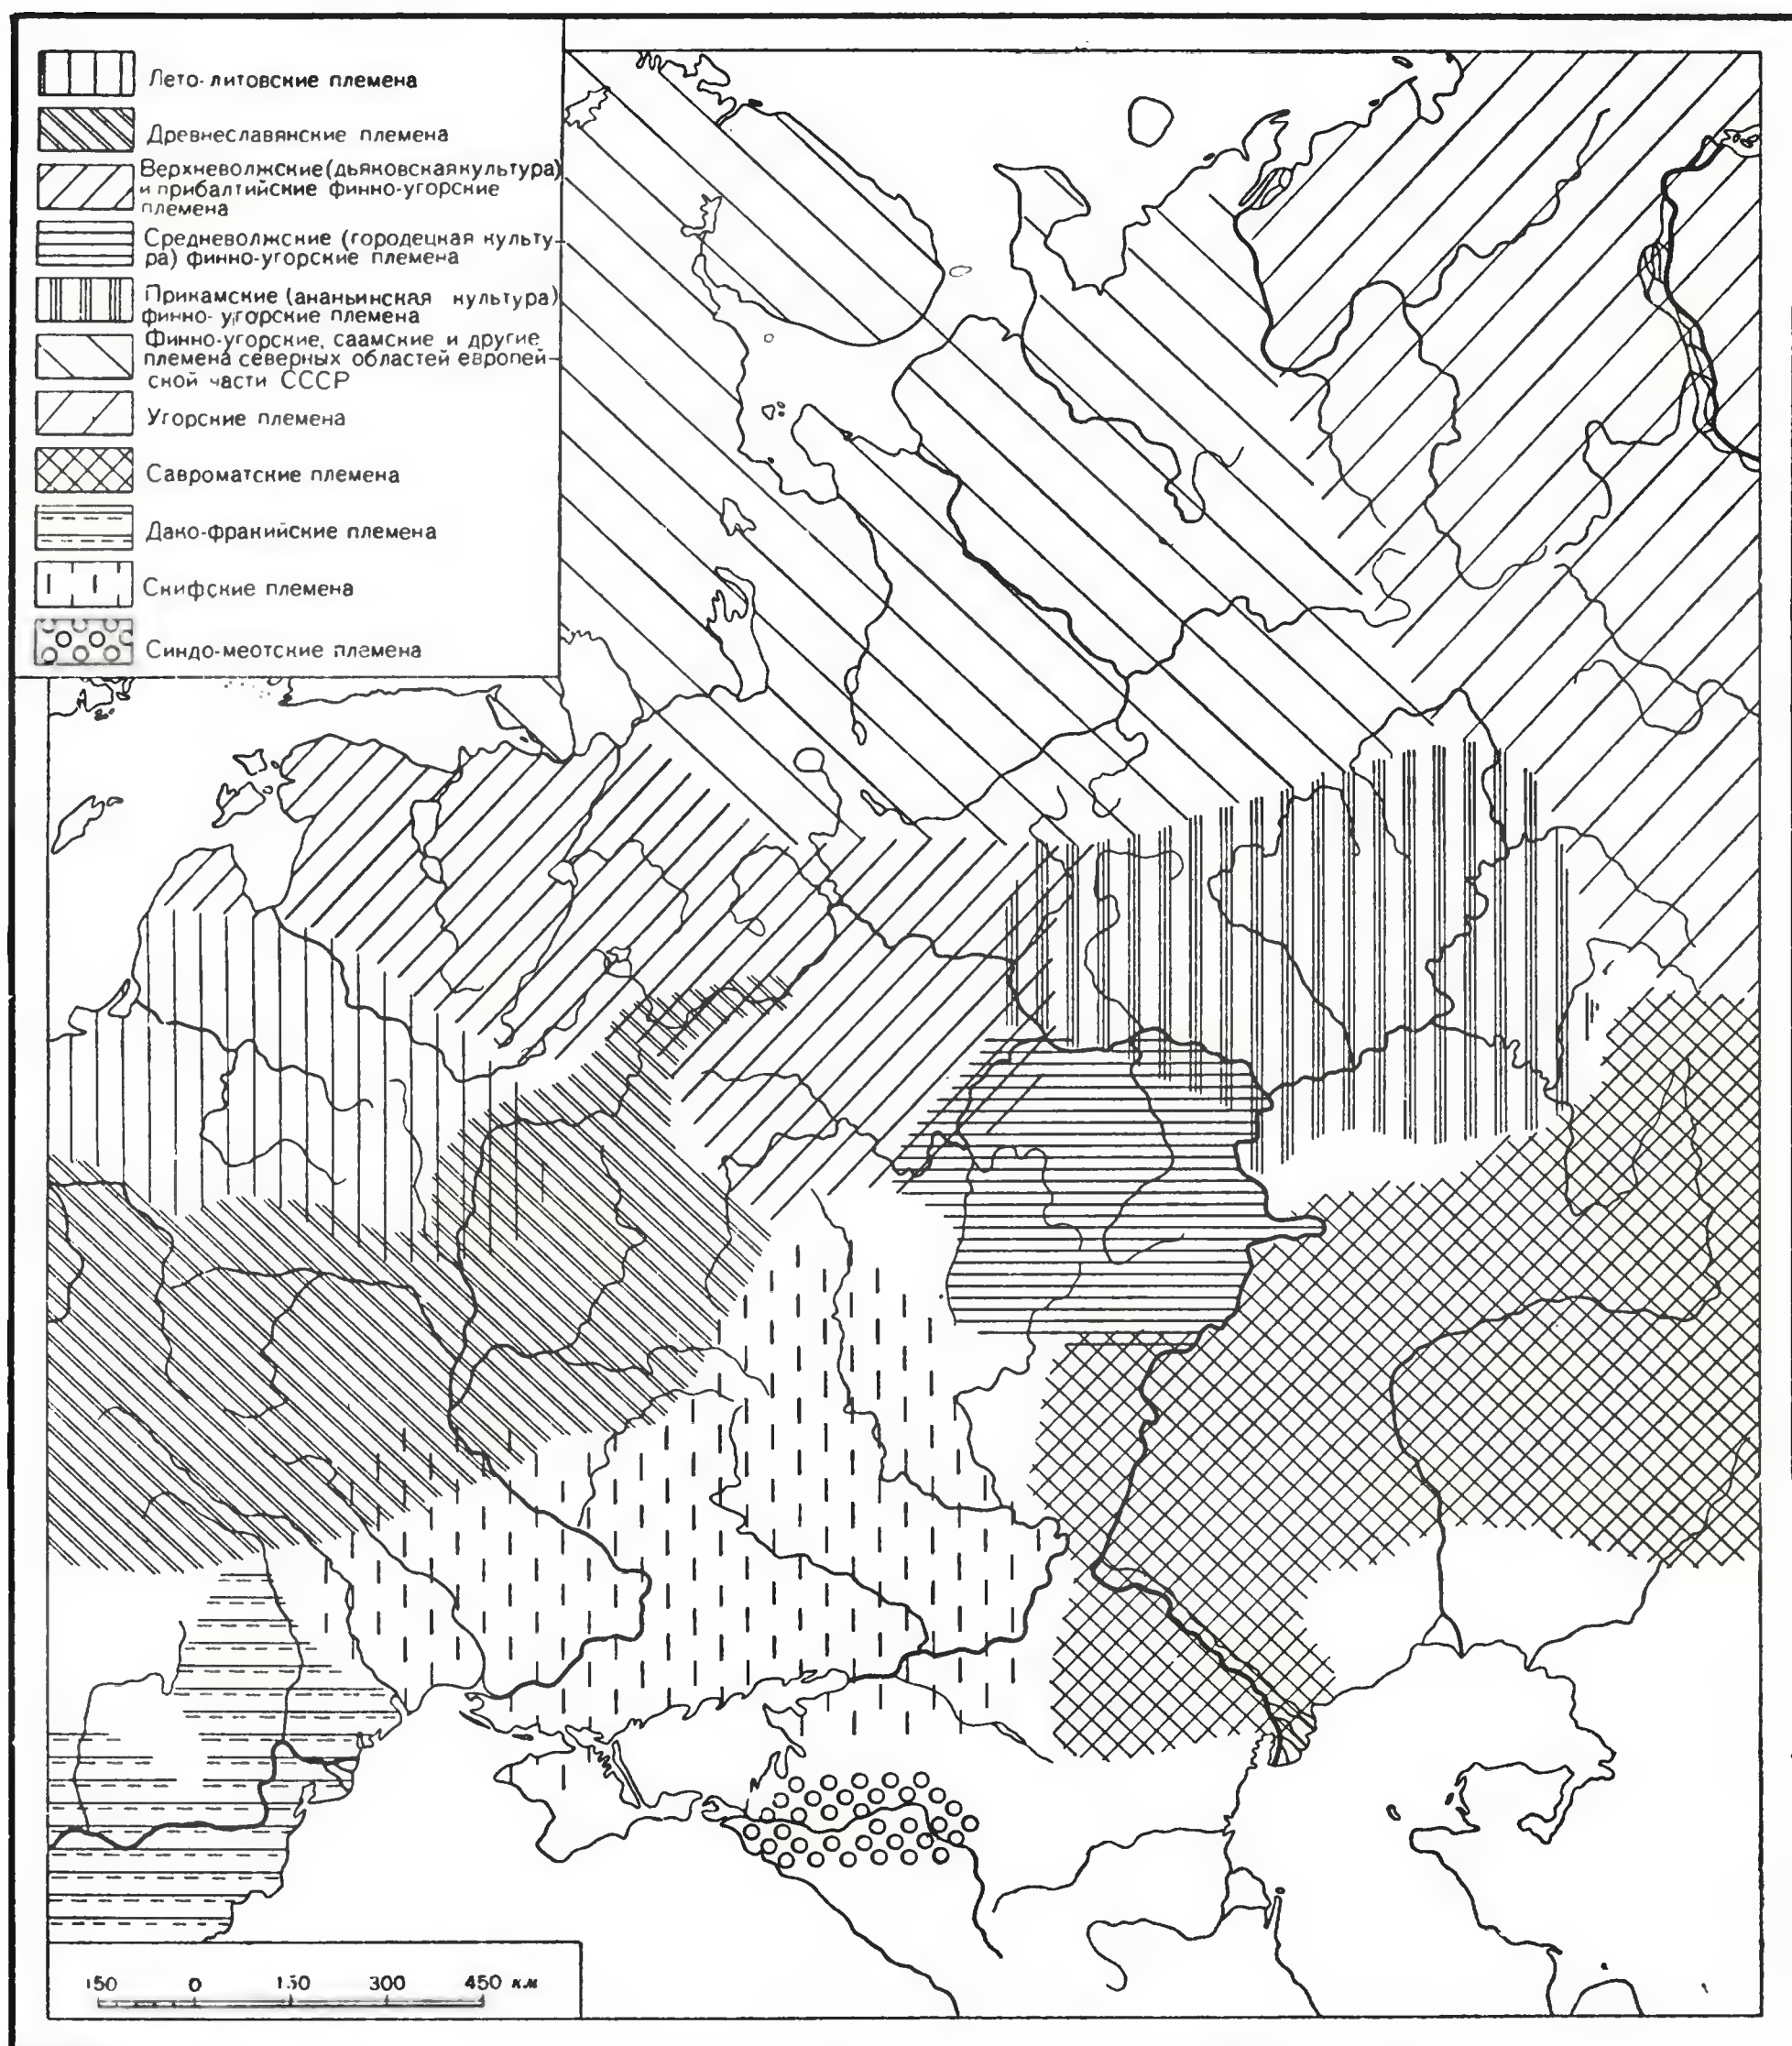 Лето-литовские племена
Древнеславянские племена
Верхневолжские (дьяковская культура)
и прибалтийские финно-угорские
племена
Средневолжские (городецкая культу-
ра) финно-угорские племена
Прикамские (ананьинская культура)
финно-угорские племена
Финно-угорские, саамские и другие
племена северных областей европей-
ской части СССР
Угорские племена
Савроматские племена
Дако-фракийские племена
Скифские племена
Синдо-меотские племена
150 0 150 300 450 км